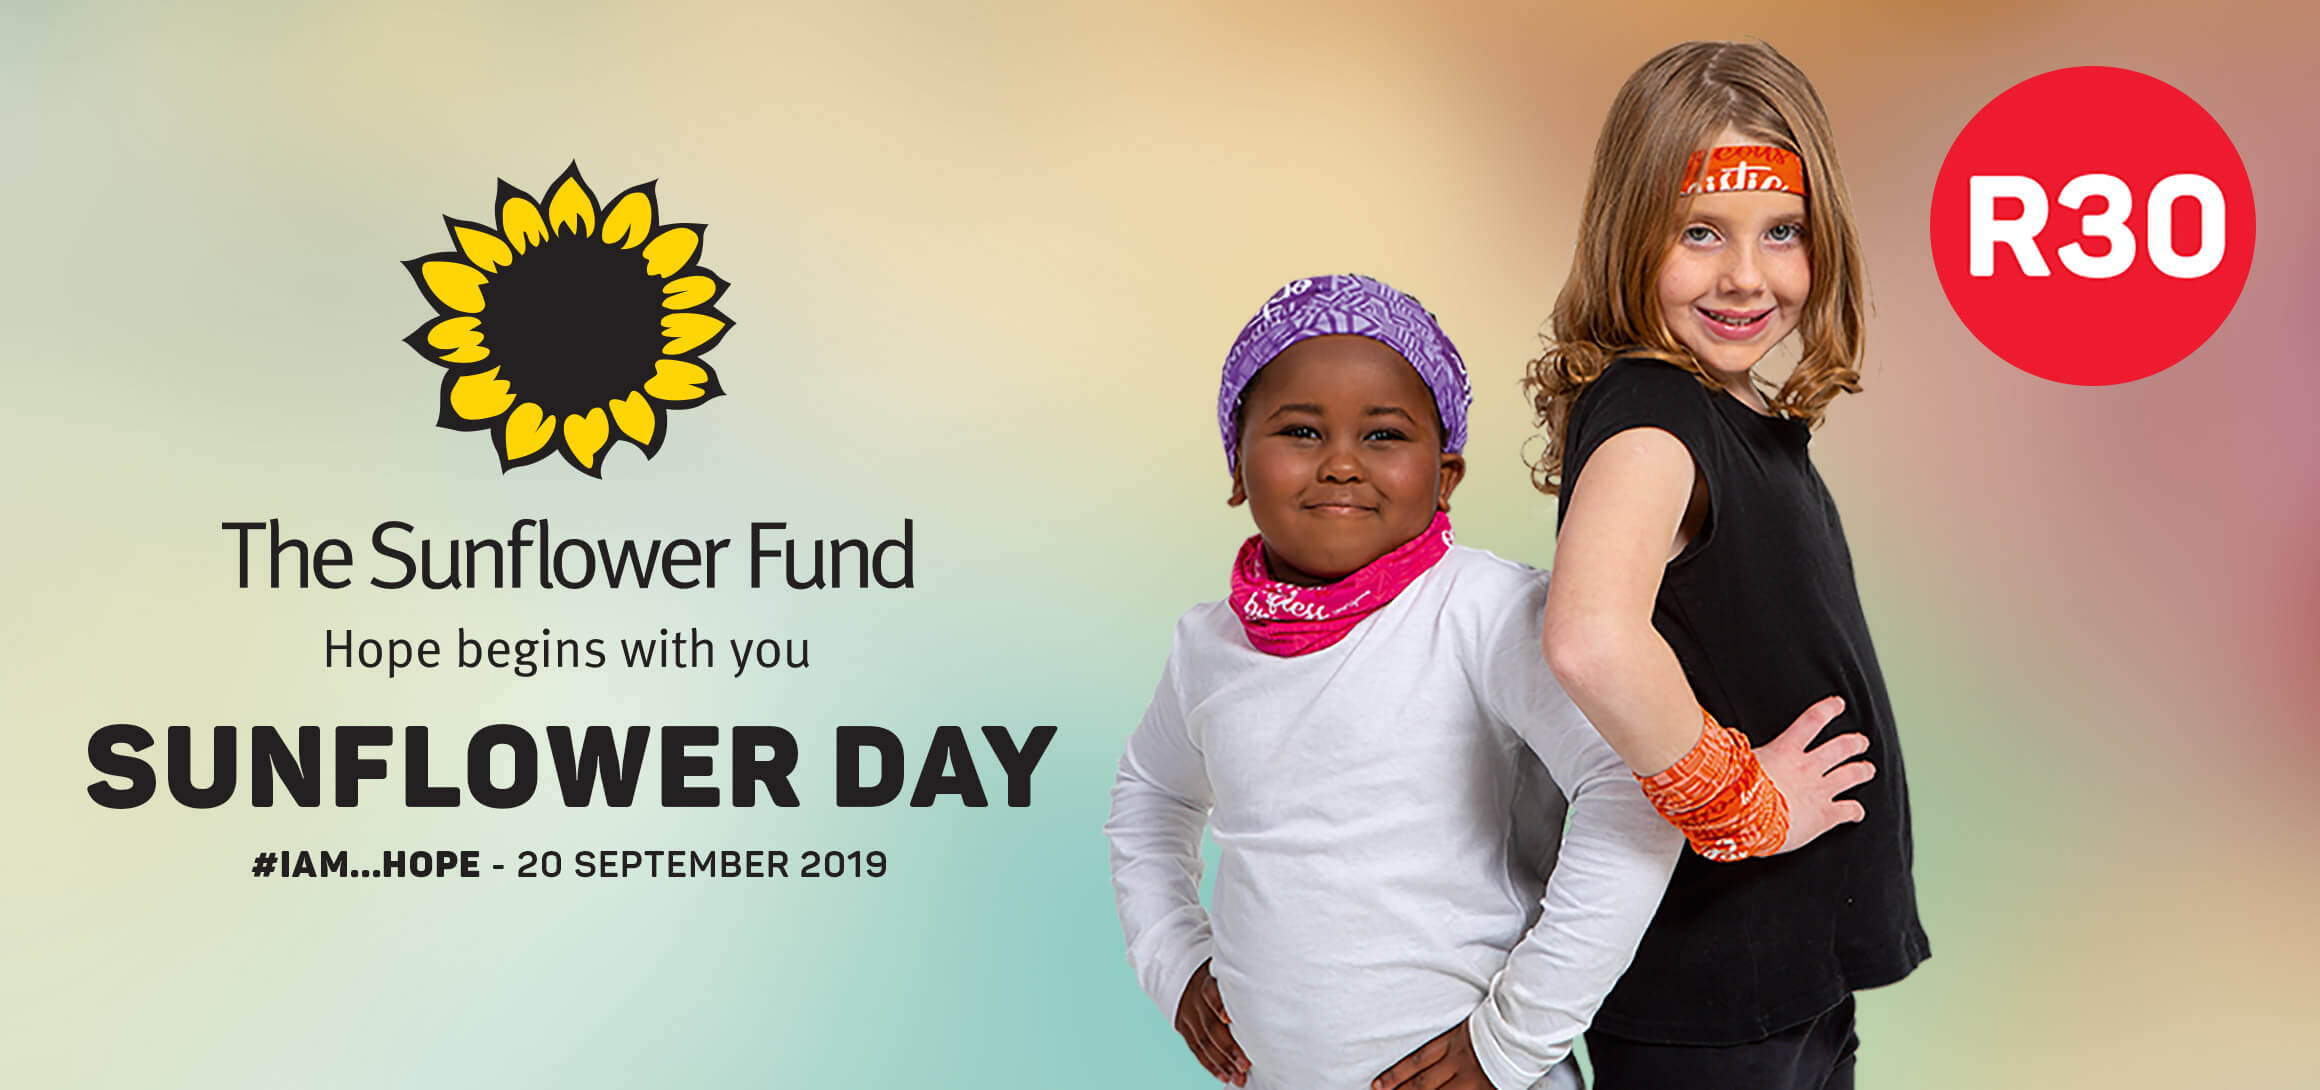 The Sunflower Fund
Hope begins with you
SUNFLOWER DAY
#IAM...HOPE - 20 SEPTEMBER 2019
R30